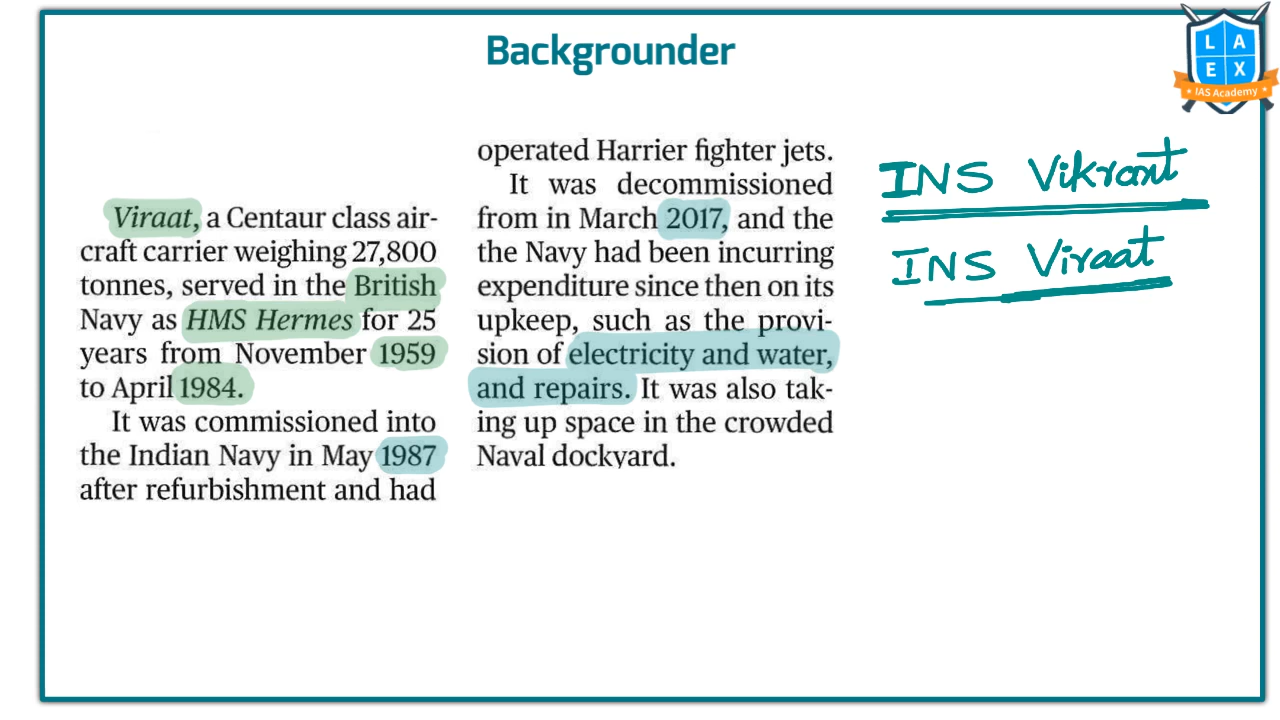 Backgrounder
L A
E X
IAS Academy
Viraat, a Centaur class air-
craft carrier weighing 27,800
tonnes, served in the British
Navy as HMS Hermes for 25
years from November 1959
to April 1984.
It was commissioned into
the Indian Navy in May 1987
after refurbishment and had
operated Harrier fighter jets.
It was decommissioned
from in March 2017, and the
the Navy had been incurring
expenditure since then on its
upkeep, such as the provi-
sion of electricity and water,
and repairs. It was also tak-
ing up space in the crowded
Naval dockyard.
INS Vikrant
INS Viraat